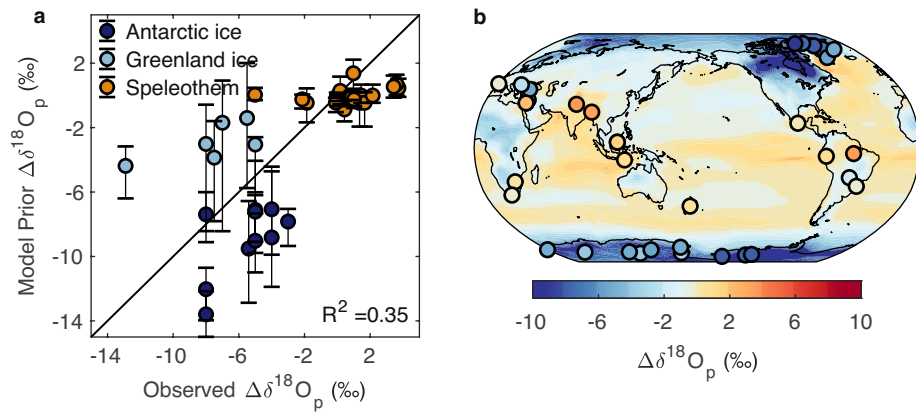 a
Antarctic ice
Greenland ice
Speleothem
2
-2
-6
-10
-14
Model Prior Δδ¹⁸Oₚ (‰)
R² =0.35
-14 -10 -6 -2 2
Observed Δδ¹⁸Oₚ (‰)
b
-10 -6 -2 2 6 10
Δδ¹⁸Oₚ (‰)